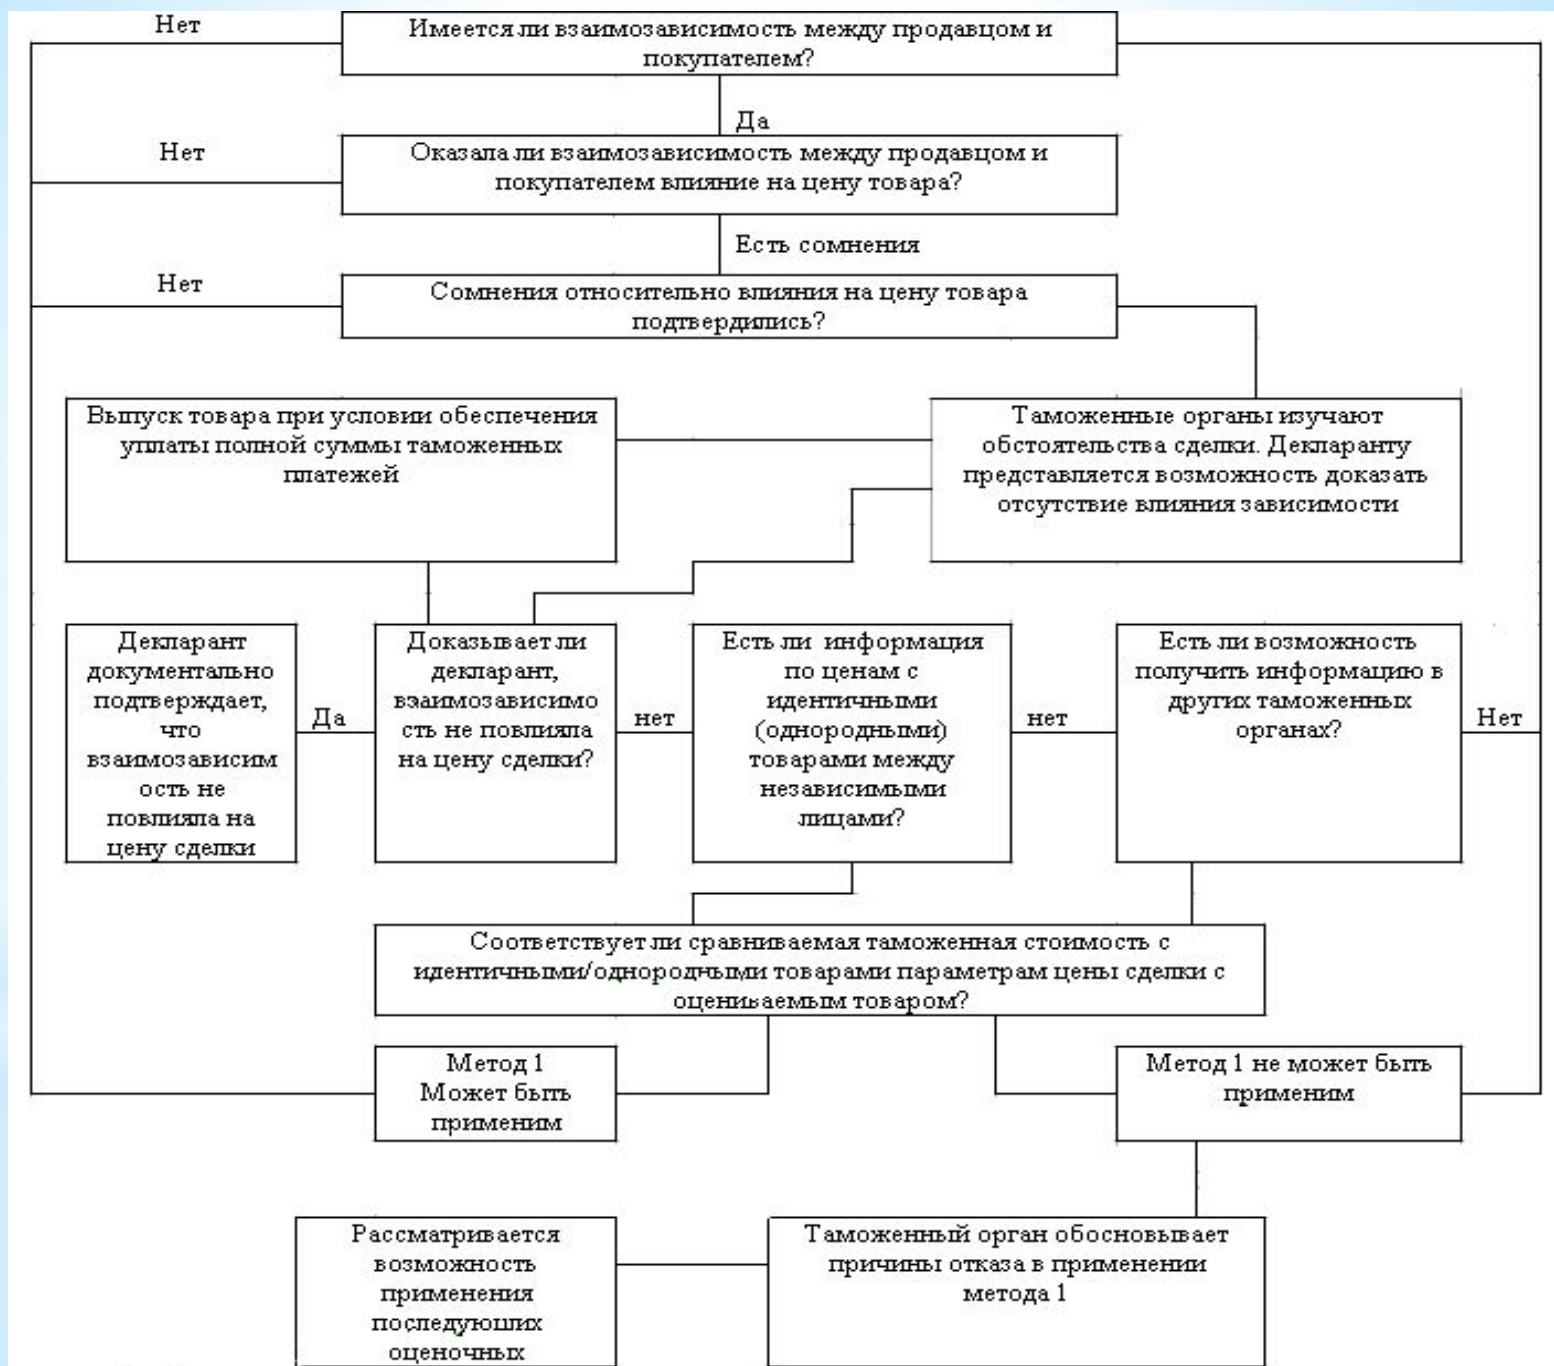 Нет
Имеется ли взаимозависимость между продавцом и
покупателем?
Да
Нет
Оказала ли взаимозависимость между продавцом и
покупателем влияние на цену товара?
Есть сомнения
Нет
Сомнения относительно влияния на цену товара
подтвердились?
Выпуск товара при условии обеспечения
уплаты полной суммы таможенных
платежей
Таможенные органы изучают
обстоятельства сделки. Декларанту
представляется возможность доказать
отсутствие влияния зависимости
Декларант
документально
подтверждает,
что
взаимозависим
ость не
повлияла на
цену сделки
Да
Доказывает ли
декларант,
взаимозависимо
сть не повлияла
на цену сделки?
нет
Есть ли информация
по ценам с
идентичными
(однородными)
товарами между
независимыми
лицами?
нет
Есть ли возможность
получить информацию в
других таможенных
органах?
Нет
Соответствует ли сравниваемая таможенная стоимость с
идентичными/однородными товарами параметрам цены сделки с
оцениваемым товаром?
Метод 1
Может быть
применим
Метод 1 не может быть
применим
Рассматривается
возможность
применения
последующих
оценочных
Таможенный орган обосновывает
причины отказа в применении
метода 1